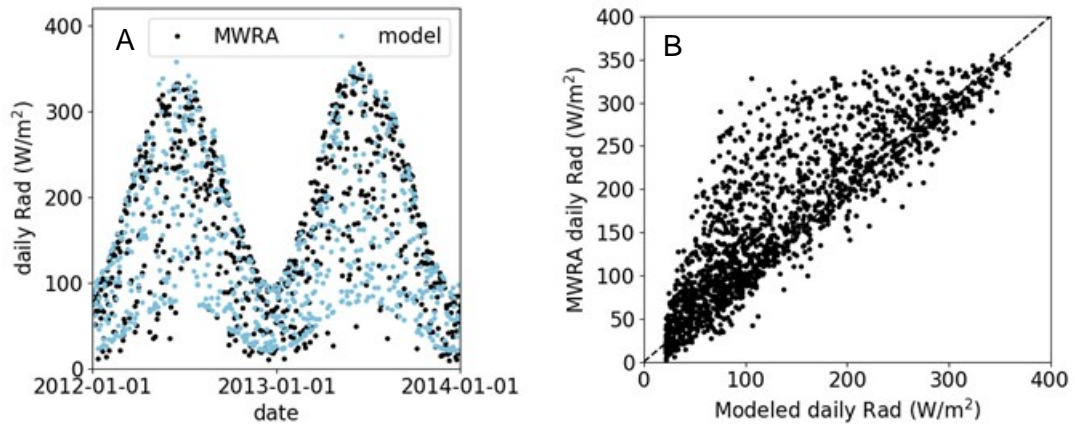 A
MWRA
model
400
300
200
100
0
daily Rad (W/m²)
2012-01-01
2013-01-01
2014-01-01
date
B
400
350
300
250
200
150
100
50
0
MWRA daily Rad (W/m²)
0
100
200
300
400
Modeled daily Rad (W/m²)